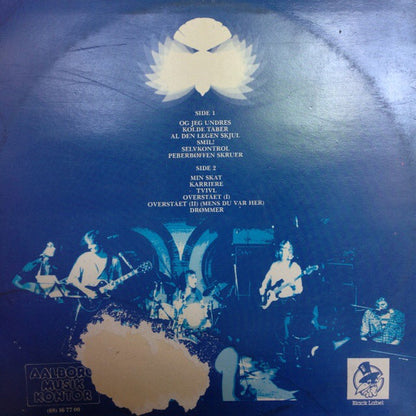 SIDE 1
OG JEG UNDRES
KOLDE TABER
AL DEN LEGEN SKJUL
SMIL!
SELVKONTROL
PEBERBØFFEN SKRUER
SIDE 2
MIN SKAT
KARRIERE
TVIVL
OVERSTÅET (I)
OVERSTÅET (II) (MENS DU VAR HER)
DRØMMER
AALBORG
MUSIK
KONTOR
(08) 16 77 66
Black Label